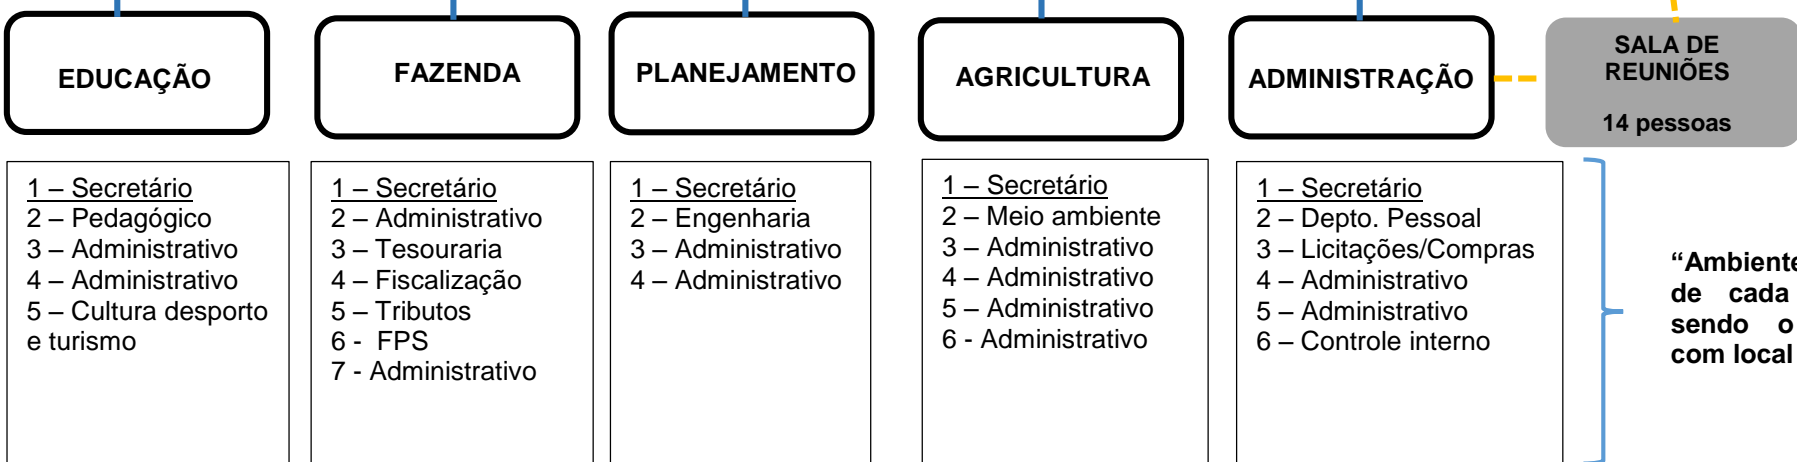 EDUCAÇÃO
FAZENDA
PLANEJAMENTO
AGRICULTURA
ADMINISTRAÇÃO
SALA DE
REUNIÕES
14 pessoas
1 – Secretário
2 – Pedagógico
3 – Administrativo
4 – Administrativo
5 – Cultura desporto
e turismo
1 – Secretário
2 – Administrativo
3 – Tesouraria
4 – Fiscalização
5 – Tributos
6 - FPS
7 - Administrativo
1 – Secretário
2 – Engenharia
3 – Administrativo
4 – Administrativo
1 – Secretário
2 – Meio ambiente
3 – Administrativo
4 – Administrativo
5 – Administrativo
6 - Administrativo
1 – Secretário
2 – Depto. Pessoal
3 – Licitações/Compras
4 – Administrativo
5 – Administrativo
6 – Controle interno
“Ambiente
de cada
sendo o
com local